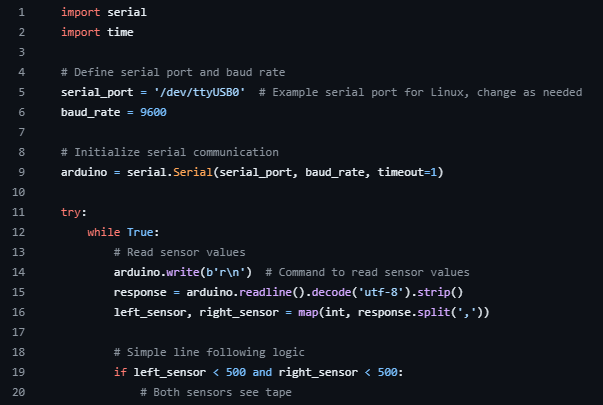 1 import serial
2 import time
3
4 # Define serial port and baud rate
5 serial_port = '/dev/ttyUSB0'  # Example serial port for Linux, change as needed
6 baud_rate = 9600
7
8 # Initialize serial communication
9 arduino = serial.Serial(serial_port, baud_rate, timeout=1)
10
11 try:
12     while True:
13         # Read sensor values
14         arduino.write(b'r\n')  # Command to read sensor values
15         response = arduino.readline().decode('utf-8').strip()
16         left_sensor, right_sensor = map(int, response.split(','))
17
18         # Simple line following logic
19         if left_sensor < 500 and right_sensor < 500:
20             # Both sensors see tape